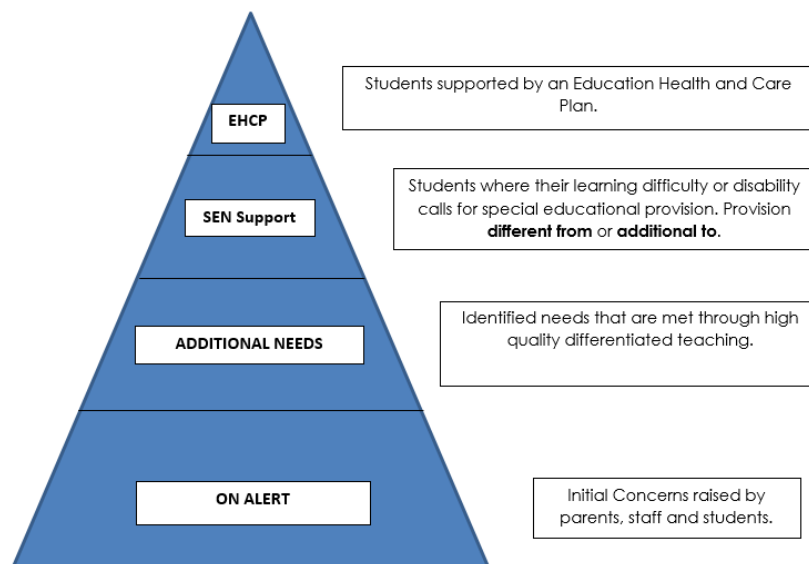 EHCP
Students supported by an Education Health and Care
Plan.
SEN Support
Students where their learning difficulty or disability
calls for special educational provision. Provision
different from or additional to.
ADDITIONAL NEEDS
Identified needs that are met through high
quality differentiated teaching.
ON ALERT
Initial Concerns raised by
parents, staff and students.